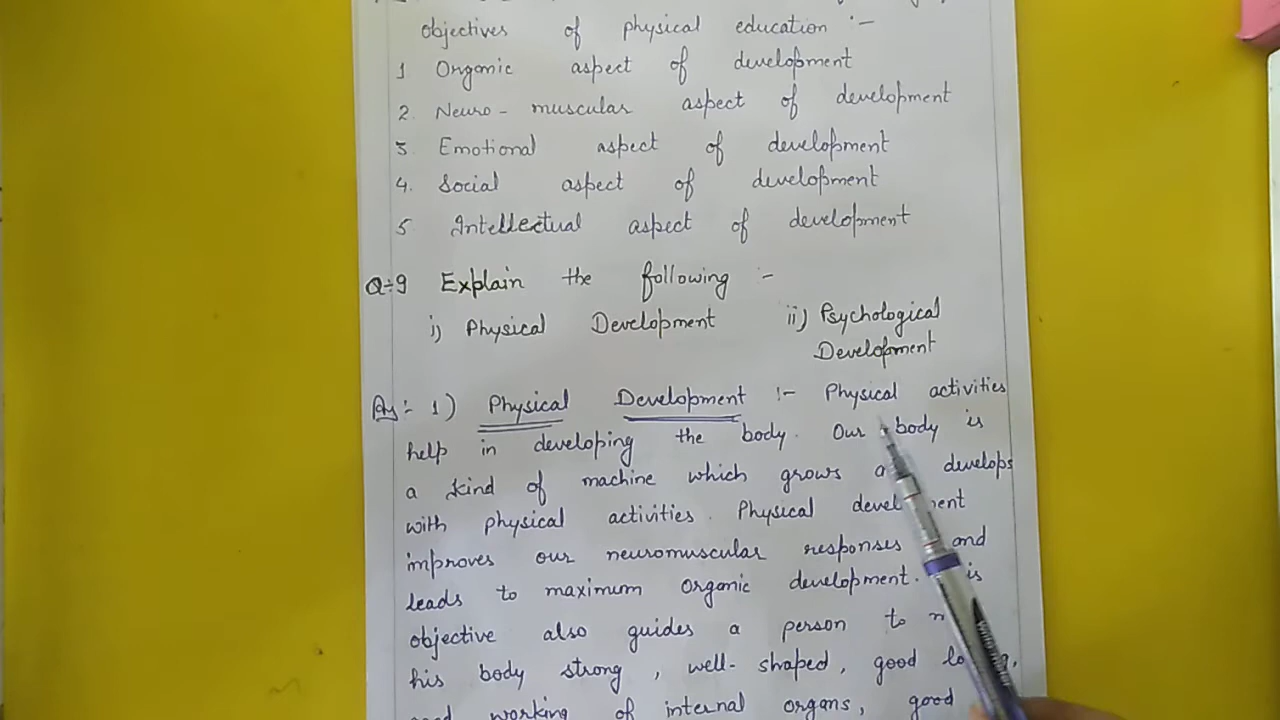 objectives of physical education :-
1. Organic aspect of development
2. Neuro - muscular aspect of development
3. Emotional aspect of development
4. Social aspect of development
5 Intellectual aspect of development
Q:9 Explain the following :-
i) Physical Development ii) Psychological
Development
Ans:- 1) Physical Development :- Physical activities
help in developing the body. Our body is
a kind of machine which grows a develops
with physical activities. Physical
improves our neuromuscular responses and
leads to maximum organic development. is
objective also guides a person to
his body strong, well-shaped, good
working of internal organs, good